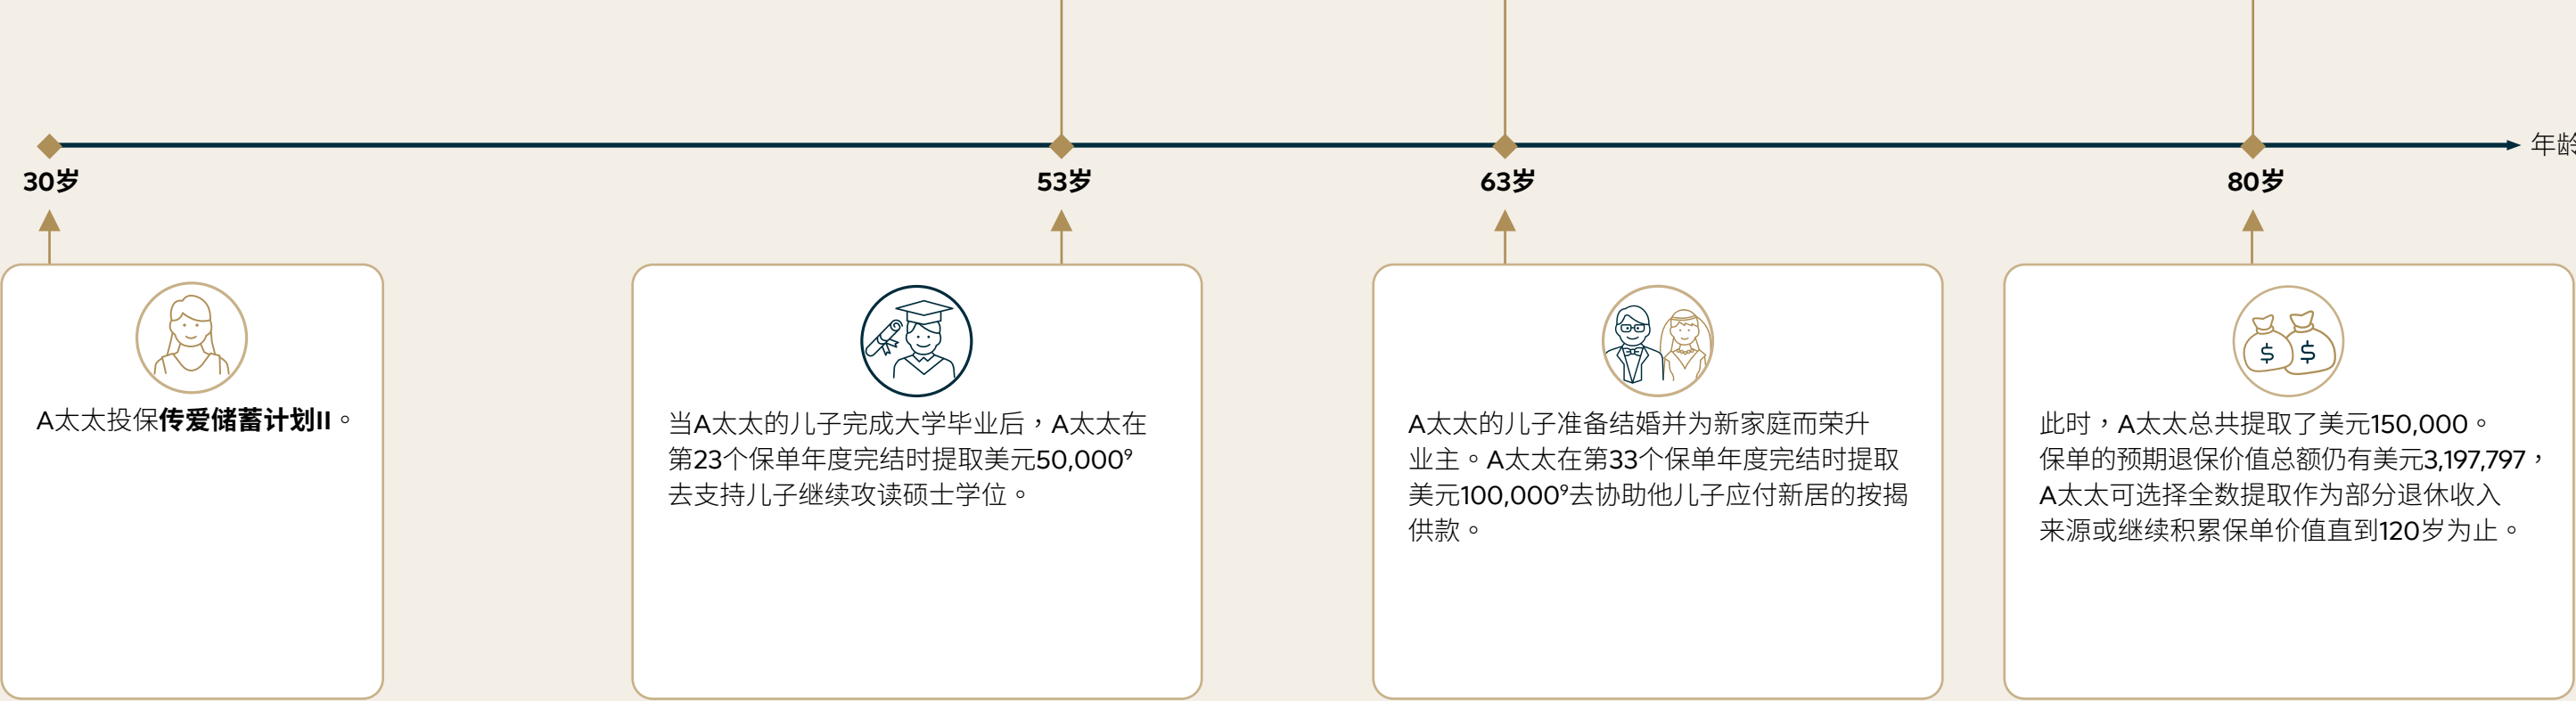 年龄
30岁
53岁
63岁
80岁
A太太投保传爱储蓄计划II。
当A太太的儿子完成大学毕业后，A太太在
第23个保单年度完结时提取美元50,000⁹
去支持儿子继续攻读硕士学位。
A太太的儿子准备结婚并为新家庭而荣升
业主。A太太在第33个保单年度完结时提取
美元100,000⁹去协助他儿子应付新居的按揭
供款。
此时，A太太总共提取了美元150,000。
保单的预期退保价值总额仍有美元3,197,797，
A太太可选择全数提取作为部分退休收入
来源或继续积累保单价值直到120岁为止。